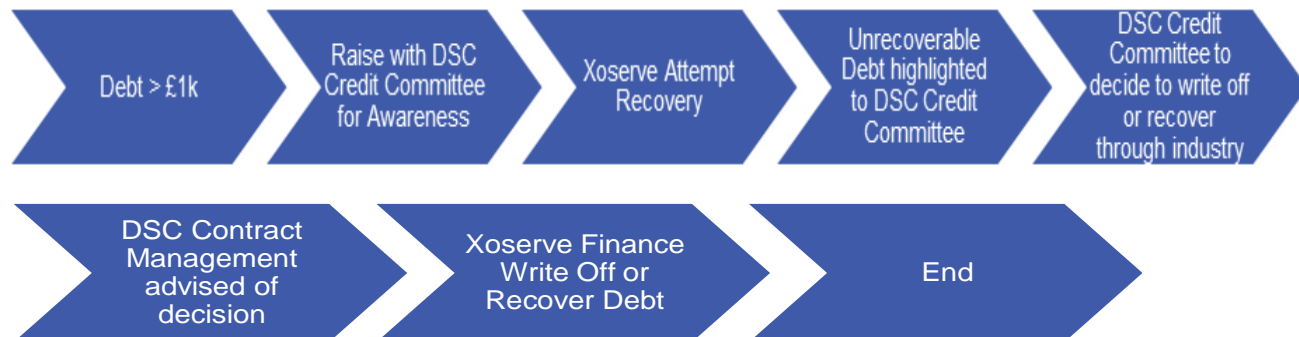 Debt > £1k
Raise with DSC
Credit Committee
for Awareness
Xoserve Attempt
Recovery
Unrecoverable
Debt highlighted
to DSC Credit
Committee
DSC Credit
Committee to
decide to write off
or recover
through industry
DSC Contract
Management
advised of
decision
Xoserve Finance
Write Off or
Recover Debt
End